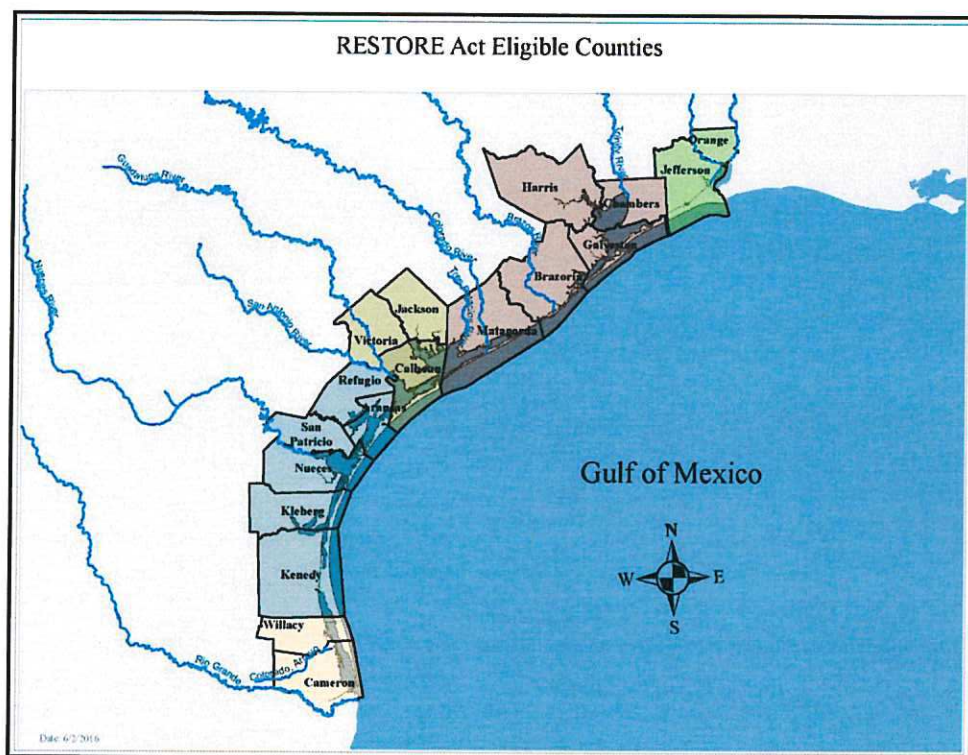 RESTORE Act Eligible Counties
Orange
Jefferson
Trinity River
Harris
Chambers
Guadalupe River
Colorado River
Brazos River
Galveston
Brazoria
Nueces River
San Antonio River
Jackson
Matagorda
Victoria
Calhoun
Refugio
Aransas
San
Patricio
Nueces
Gulf of Mexico
Kleberg
N
W
E
S
Kenedy
Willacy
Rio Grande
Colorado, Arroyo
Cameron
Date: 6/2/2016